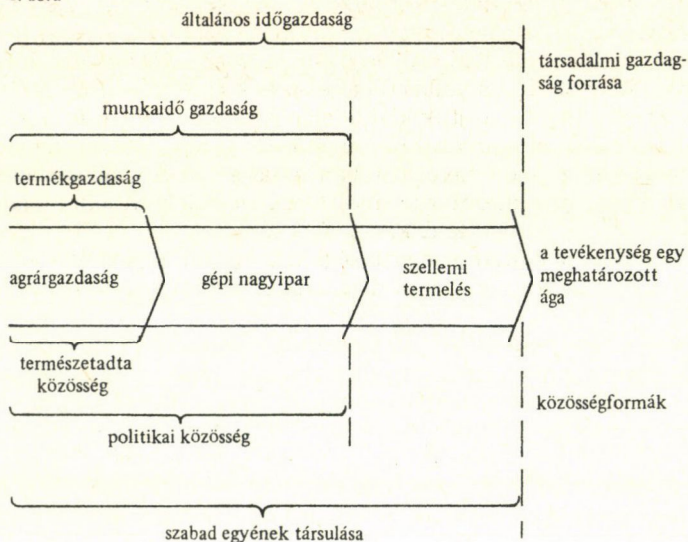 általános időgazdaság
társadalmi gazdag-
ság forrása
munkaidő gazdaság
termékgazdaság
agrárgazdaság
gépi nagyipar
szellemi
termelés
a tevékenység egy
meghatározott
ága
természetadta
közösség
közösségformák
politikai közösség
szabad egyének társulása